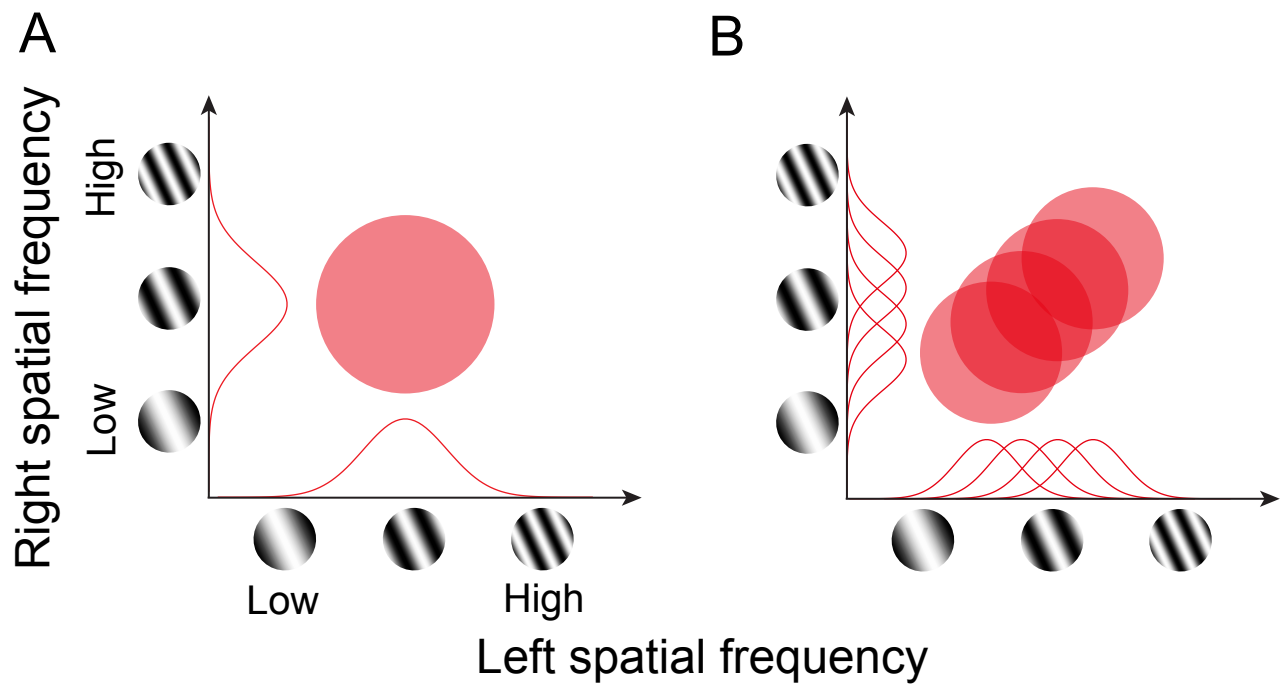 A
B
Right spatial frequency
High
Low
Low
High
Left spatial frequency